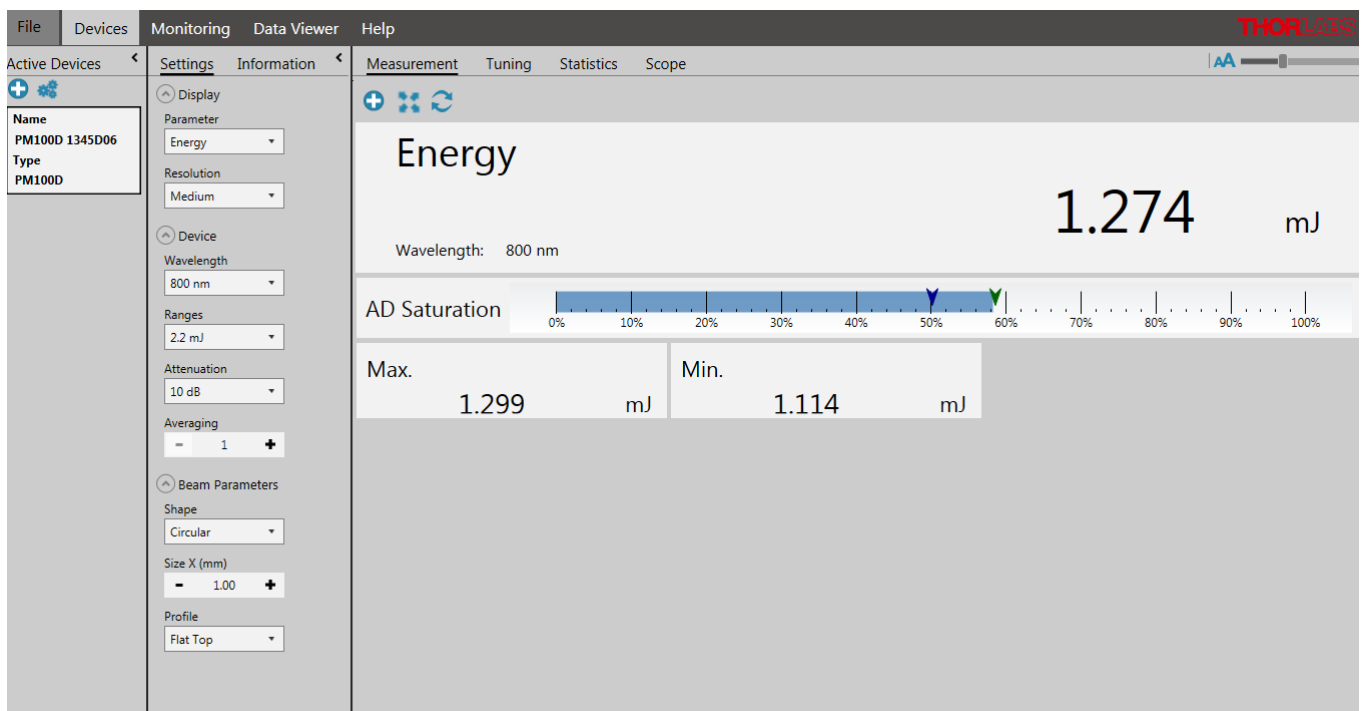 File Devices Monitoring Data Viewer Help THORLABS
Active Devices
Name
PM100D 1345D06
Type
PM100D
Settings Information
Display
Parameter
Energy
Resolution
Medium
Device
Wavelength
800 nm
Ranges
2.2 mJ
Attenuation
10 dB
Averaging
- 1 +
Beam Parameters
Shape
Circular
Size X (mm)
- 1.00 +
Profile
Flat Top
Measurement Tuning Statistics Scope AA
Energy
1.274 mJ
Wavelength: 800 nm
AD Saturation
0% 10% 20% 30% 40% 50% 60% 70% 80% 90% 100%
Max.
1.299 mJ
Min.
1.114 mJ